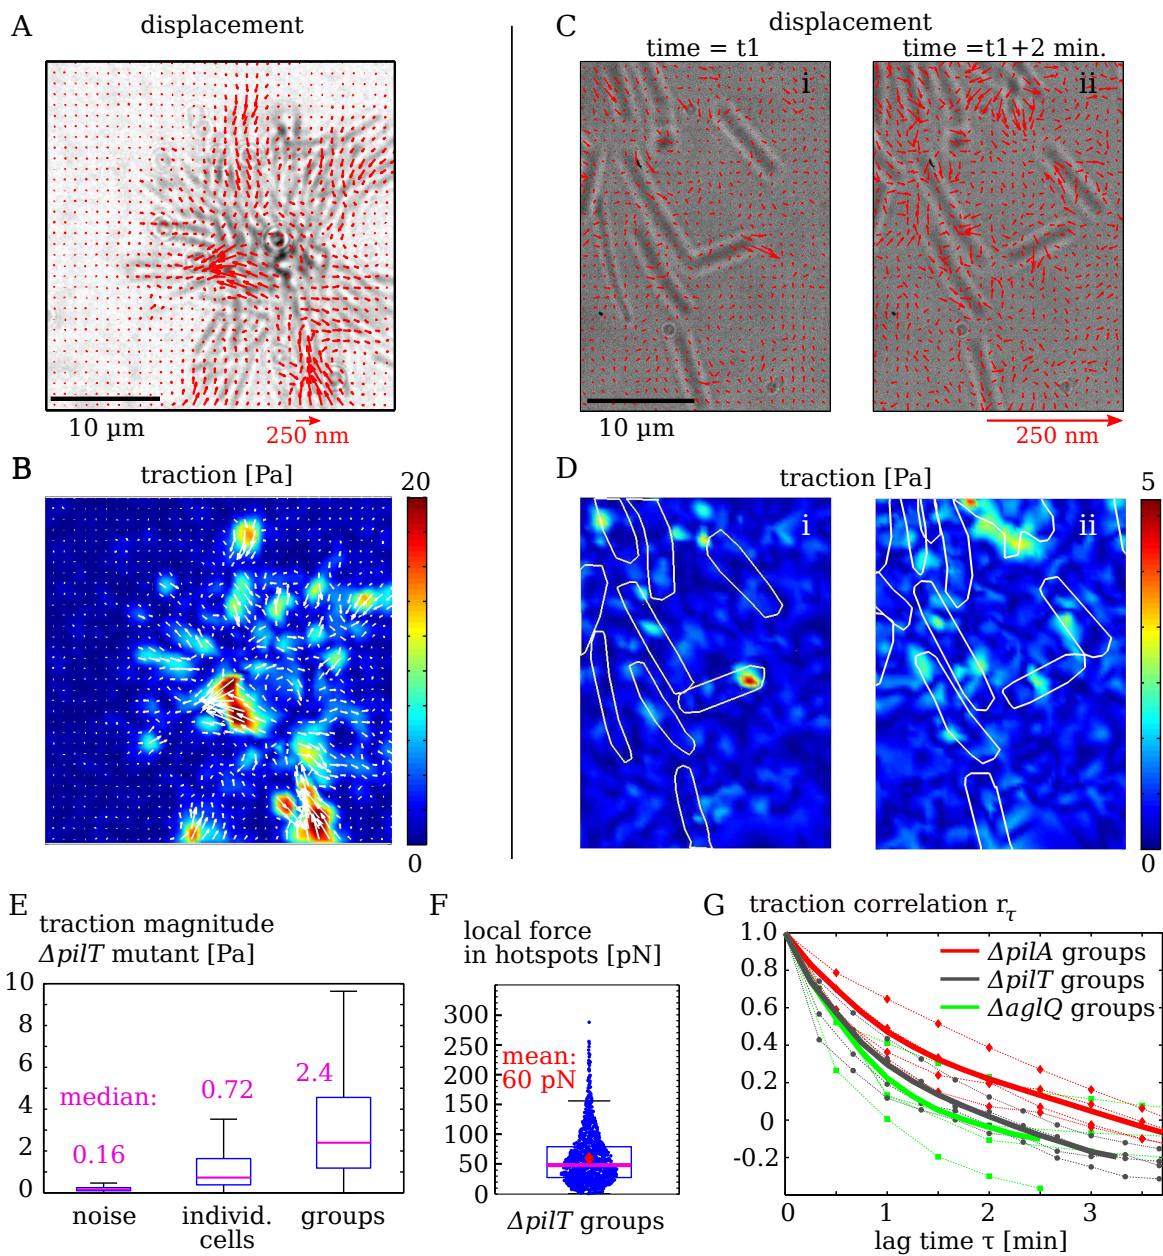 A
displacement
10 µm
250 nm
B
traction [Pa]
20
0
C
displacement
time = t1
time =t1+2 min.
i
ii
10 µm
250 nm
D
traction [Pa]
i
ii
5
0
E
traction magnitude
ΔpilT mutant [Pa]
10
8
6
4
2
0
median:
0.16
0.72
2.4
noise
individ.
cells
groups
F
local force
in hotspots [pN]
300
250
200
150
100
50
0
mean:
60 pN
ΔpilT groups
G
traction correlation rτ
1.0
0.8
0.6
0.4
0.2
0
-0.2
ΔpilA groups
ΔpilT groups
ΔaglQ groups
0
1
2
3
lag time τ [min]